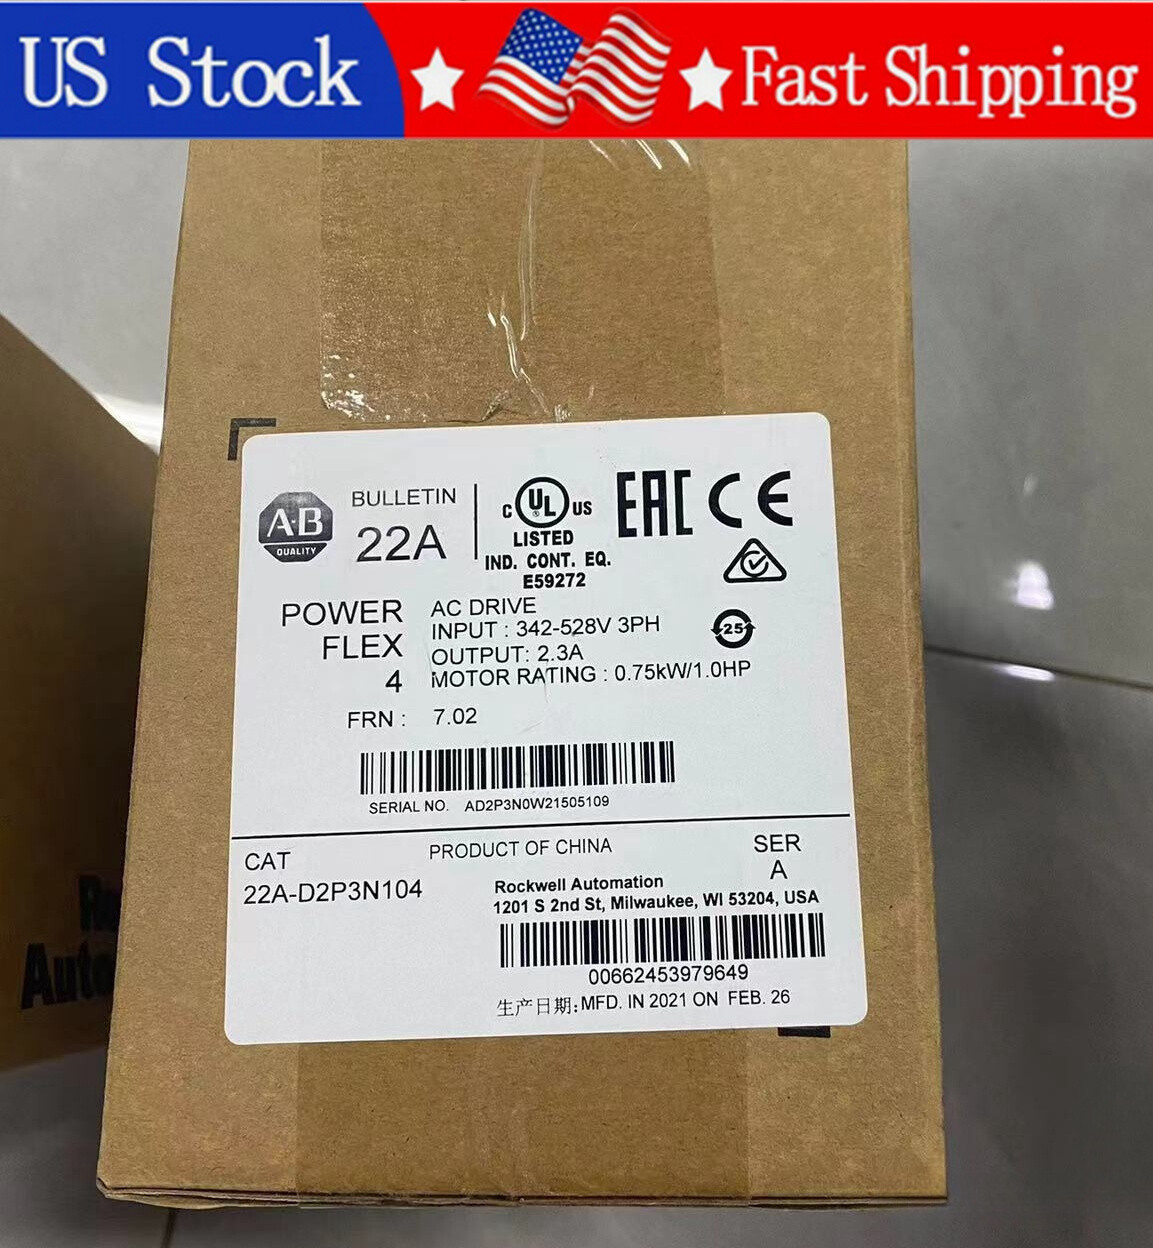 US Stock Fast Shipping
A-B
QUALITY
BULLETIN
22A
C UL US
®
LISTED
IND. CONT. EQ.
E59272
EAC CE
POWER
FLEX
4
AC DRIVE
INPUT : 342-528V 3PH
OUTPUT: 2.3A
MOTOR RATING : 0.75kW/1.0HP
25
FRN : 7.02
SERIAL NO. AD2P3N0W21505109
CAT
22A-D2P3N104
PRODUCT OF CHINA
SER
A
Rockwell Automation
1201 S 2nd St, Milwaukee, WI 53204, USA
00662453979649
生产日期:MFD. IN 2021 ON FEB. 26